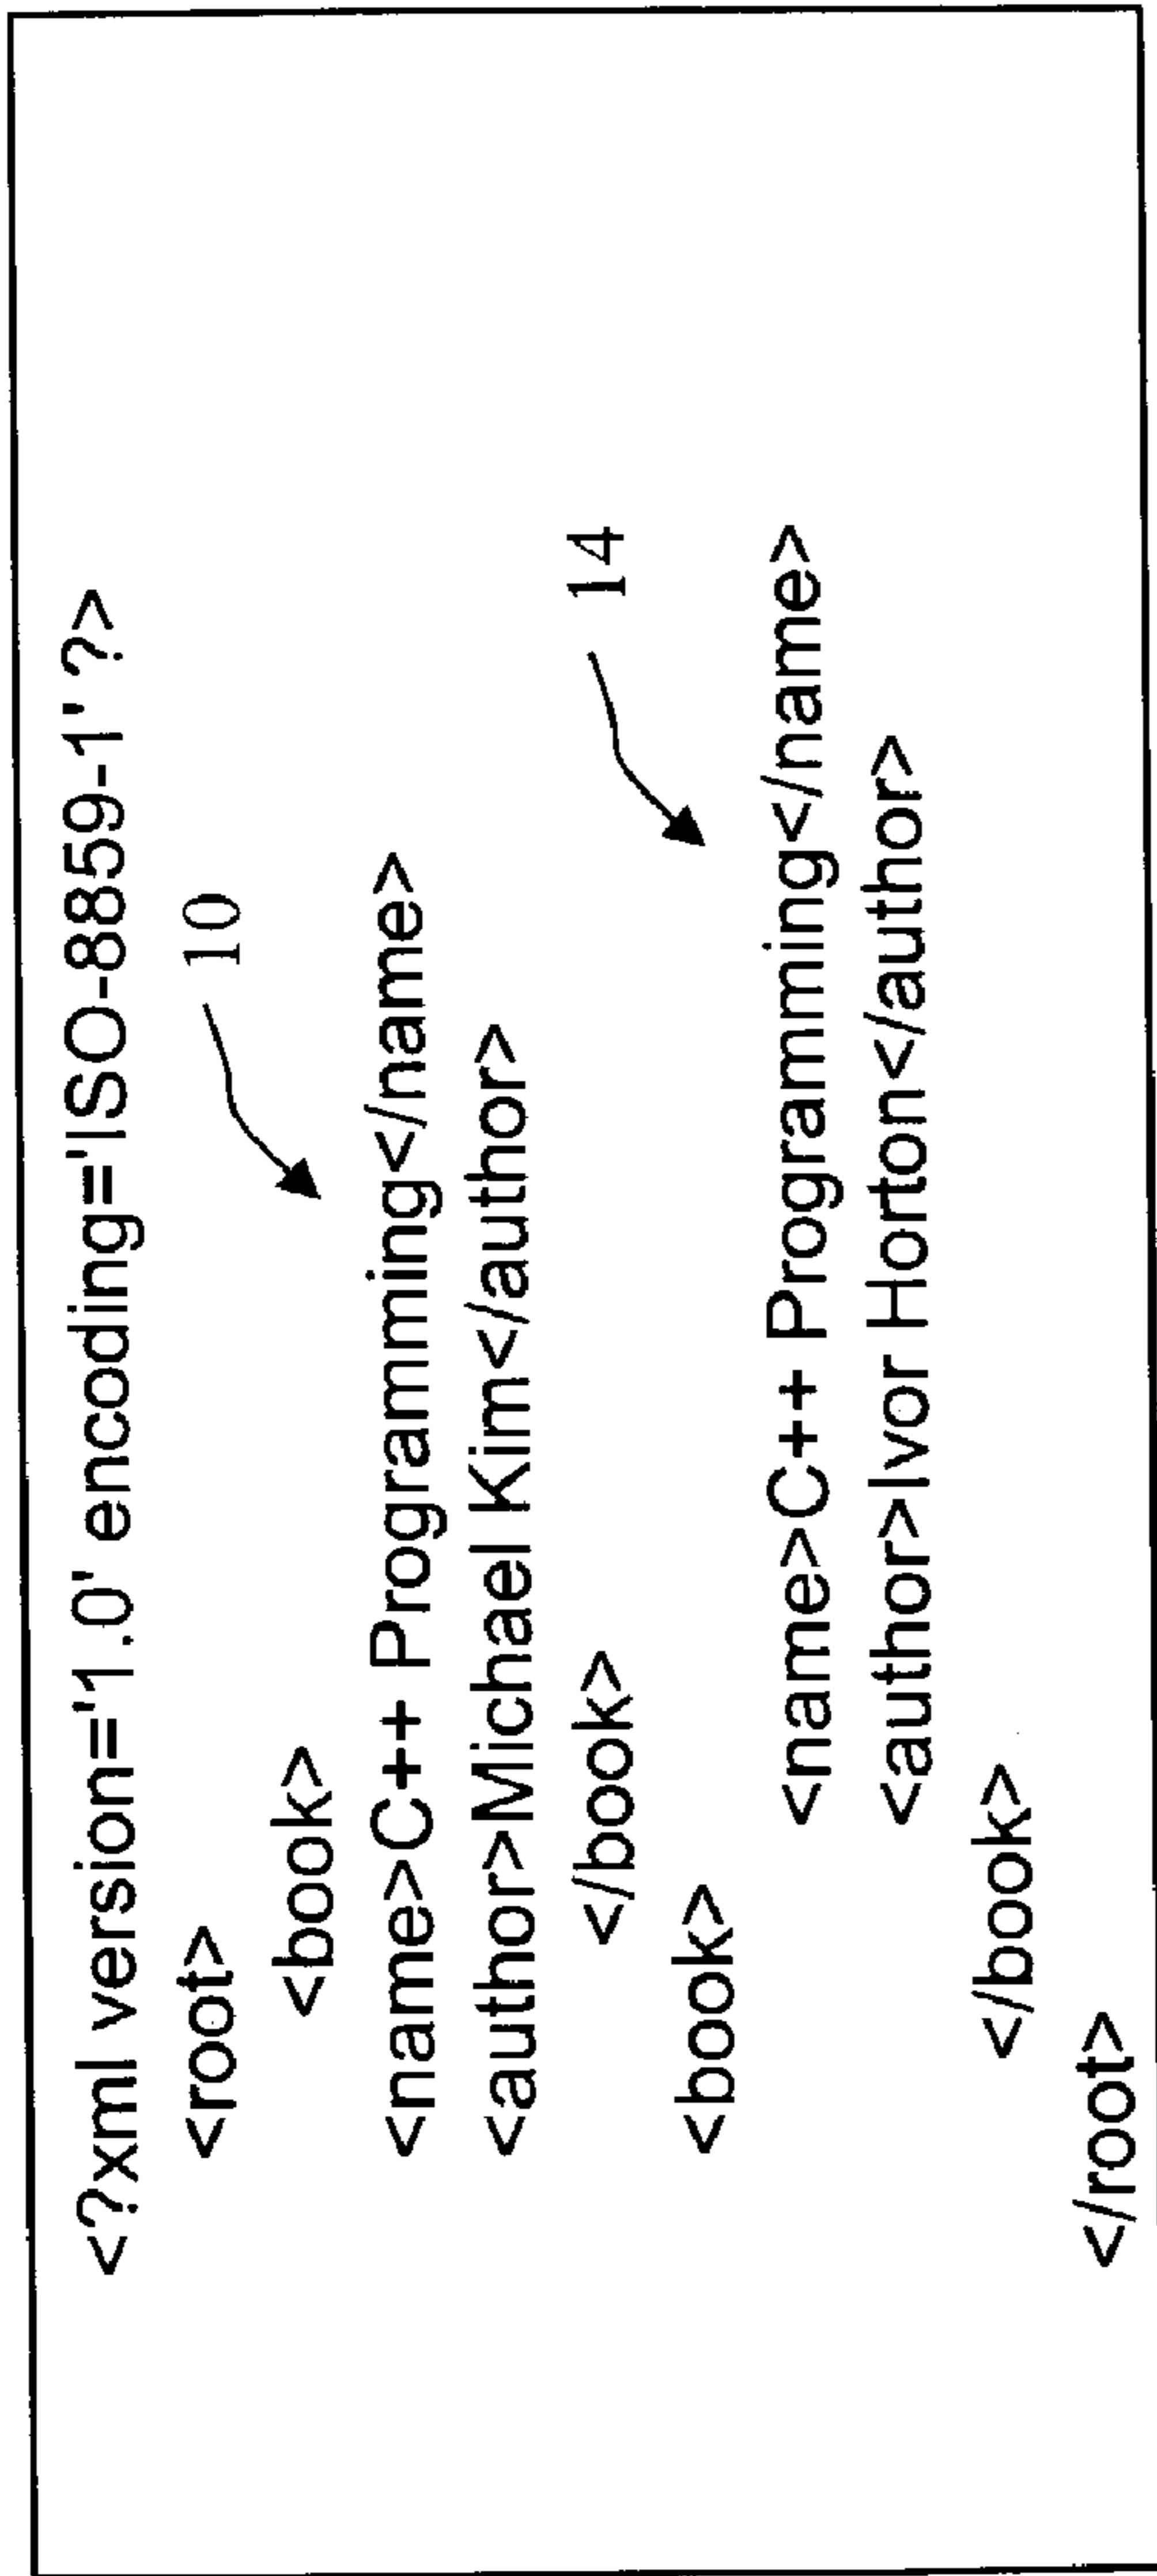 <?xml version='1.0' encoding='ISO-8859-1' ?>
<root>
10
<book>
<name>C++ Programming</name>
<author>Michael Kim</author>
</book>
14
<book>
<name>C++ Programming</name>
<author>Ivor Horton</author>
</book>
</root>